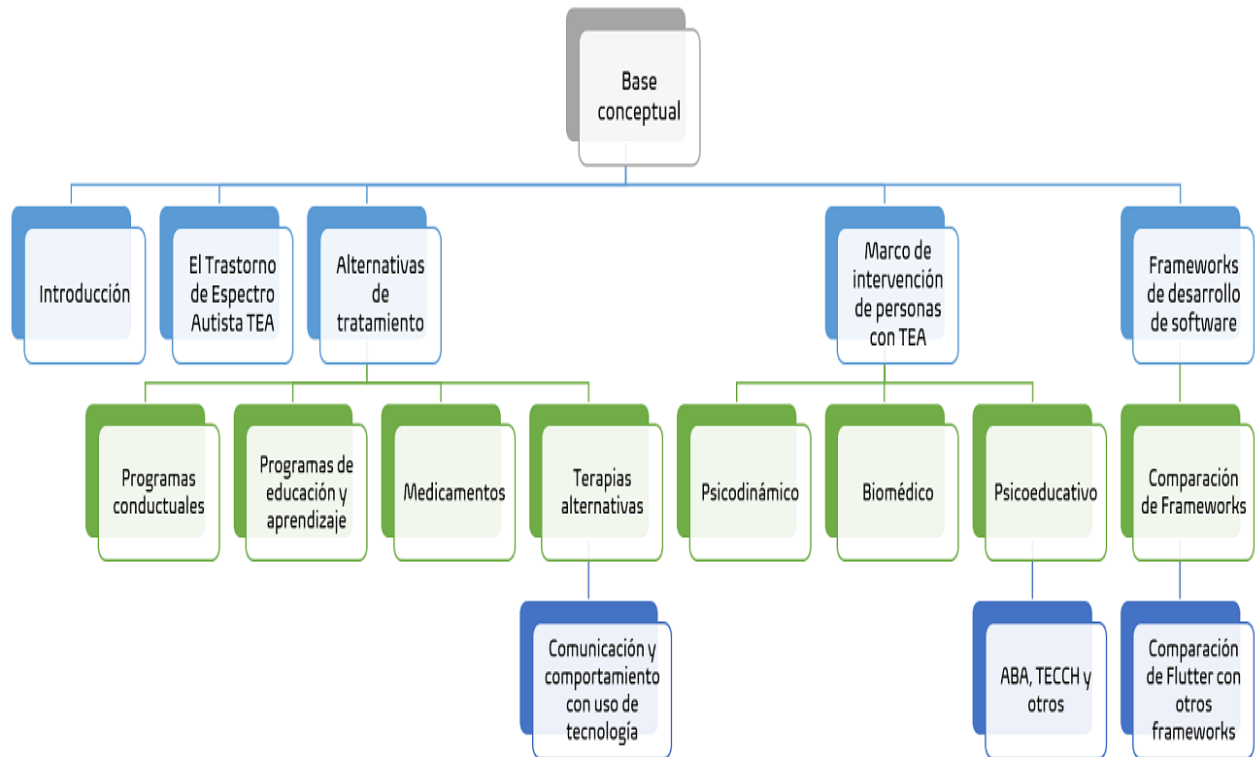 Base
conceptual
Introducción
El Trastorno
de Espectro
Autista TEA
Alternativas
de
tratamiento
Marco de
intervención
de personas
con TEA
Frameworks
de desarrollo
de software
Programas
conductuales
Programas de
educación y
aprendizaje
Medicamentos
Terapias
alternativas
Psicodinámico
Biomédico
Psicoeducativo
Comparación
de Frameworks
Comunicación y
comportamiento
con uso de
tecnología
ABA, TECCH y
otros
Comparación
de Flutter con
otros
frameworks